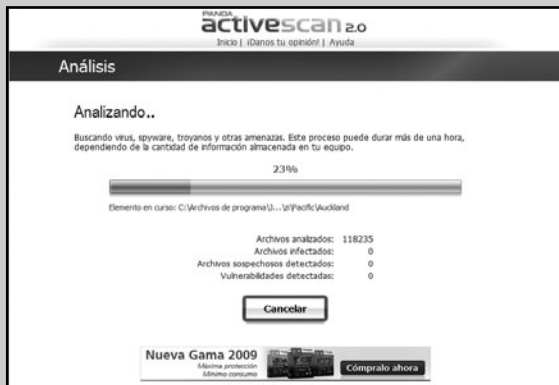 PANDA
activescan 2.0
Inicio | ¡Danos tu opinión! | Ayuda
Análisis
Analizando..
Buscando virus, spyware, troyanos y otras amenazas. Este proceso puede durar más de una hora,
dependiendo de la cantidad de información almacenada en tu equipo.
23%
Elemento en curso: C:\Archivos de programa\J...\zi\Pacific\Auckland
Archivos analizados: 118235
Archivos infectados: 0
Archivos sospechosos detectados: 0
Vulnerabilidades detectadas: 0
Cancelar
Nueva Gama 2009
Máxima protección
Mínimo consumo
Cómpralo ahora